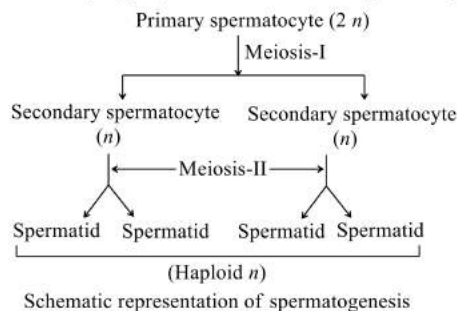 Primary spermatocyte (2 n)
Meiosis-I
Secondary spermatocyte Secondary spermatocyte
(n) (n)
Meiosis-II
Spermatid Spermatid Spermatid Spermatid
(Haploid n)
Schematic representation of spermatogenesis